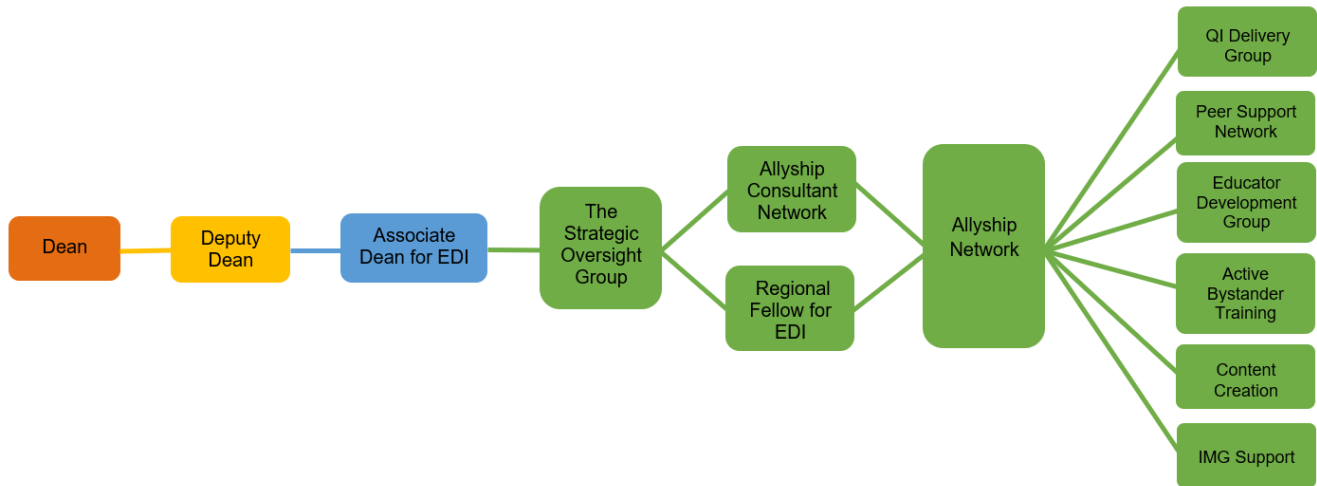 Dean
Deputy
Dean
Associate
Dean for EDI
The
Strategic
Oversight
Group
Allyship
Consultant
Network
Regional
Fellow for
EDI
Allyship
Network
QI Delivery
Group
Peer Support
Network
Educator
Development
Group
Active
Bystander
Training
Content
Creation
IMG Support